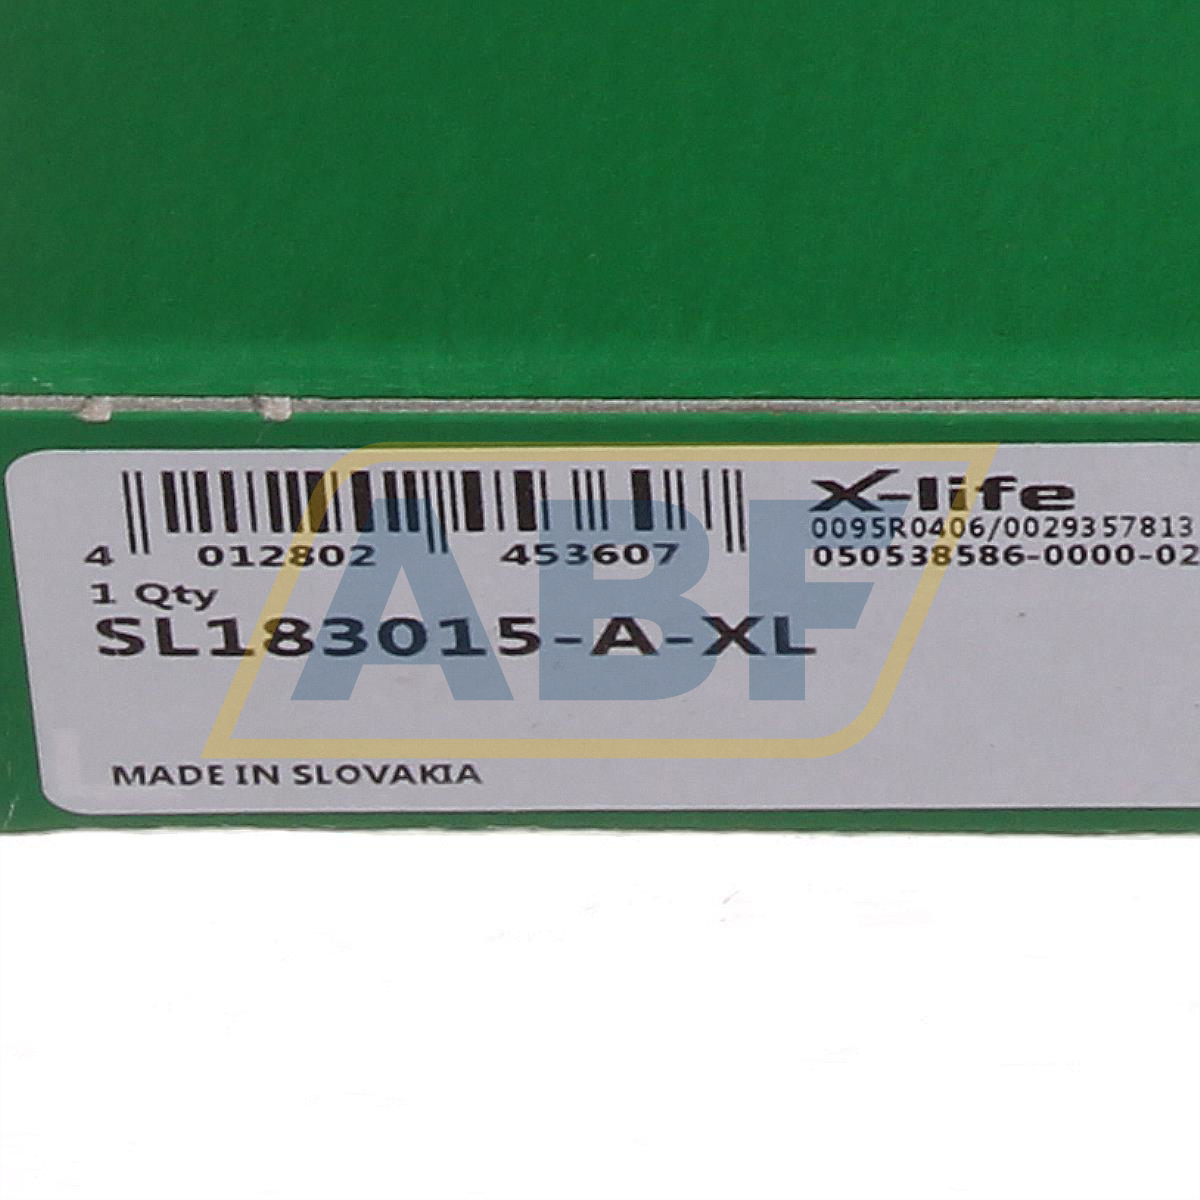 X-life
0095R0406/0029357813
4 012802 453607
050538586-0000-02
1 Qty
SL183015-A-XL
MADE IN SLOVAKIA
ABF